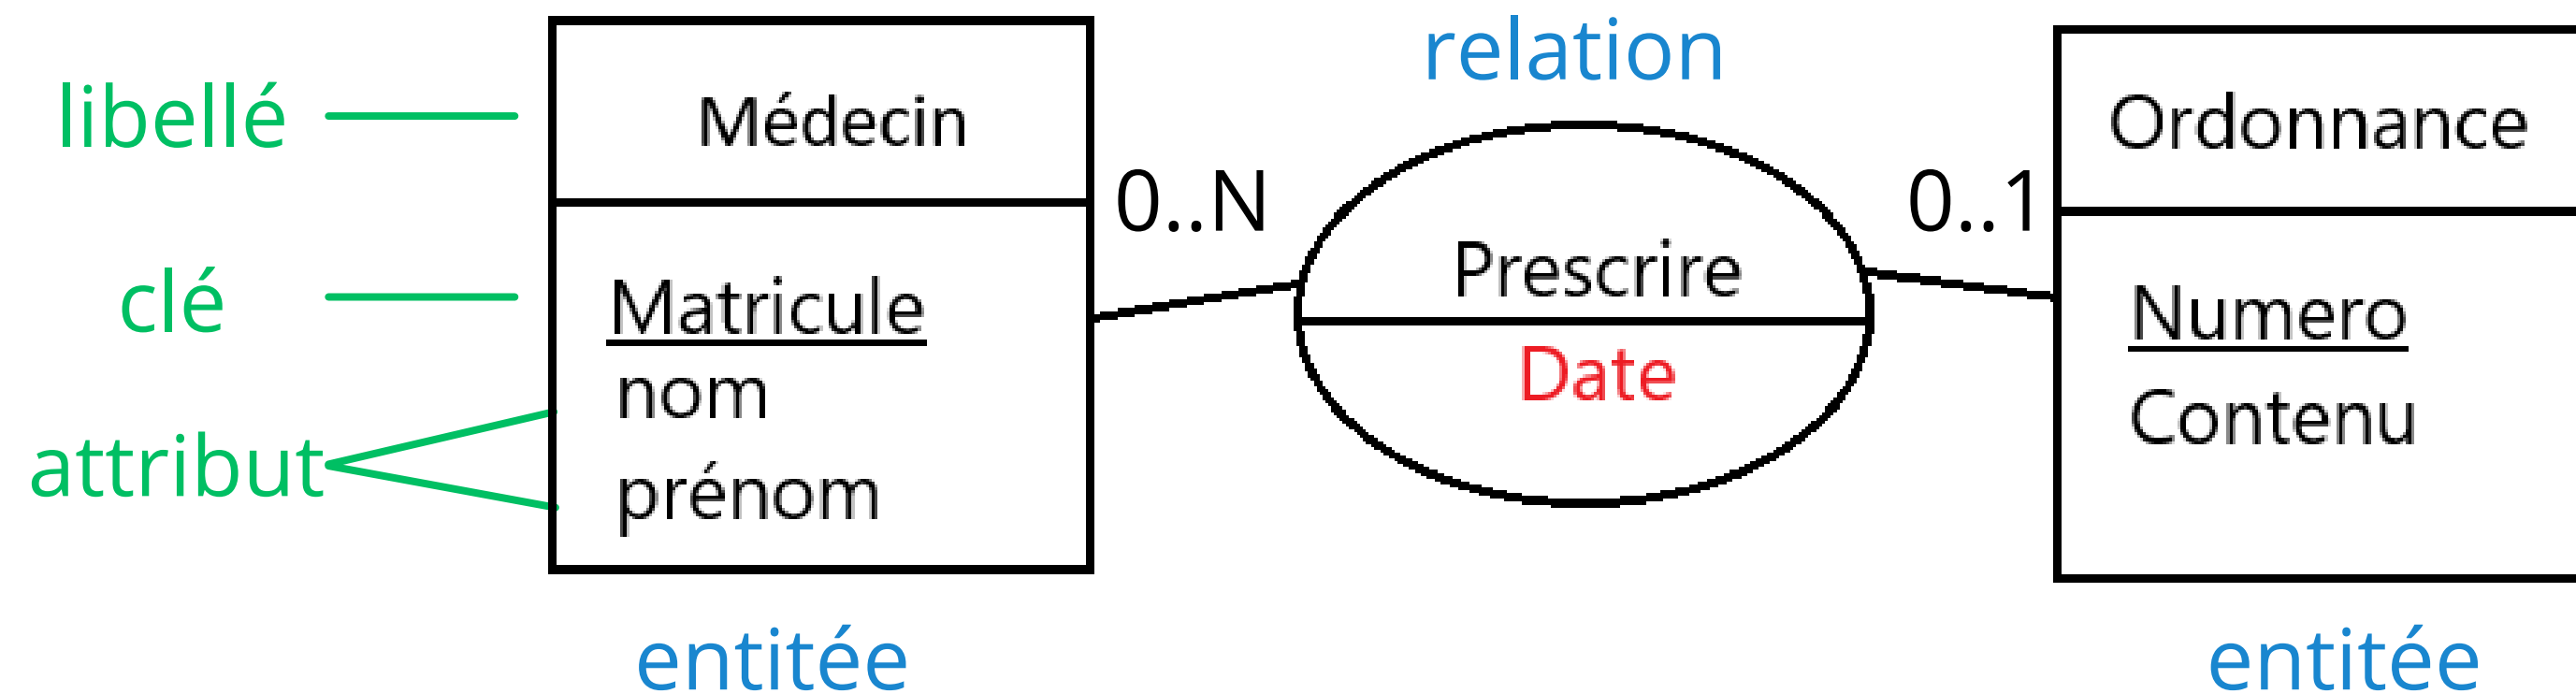 relation
libellé
Médecin
Ordonnance
0..N
0..1
Prescrire
clé
Matricule
Numero
Date
nom
Contenu
attribut
prénom
entitée
entitée